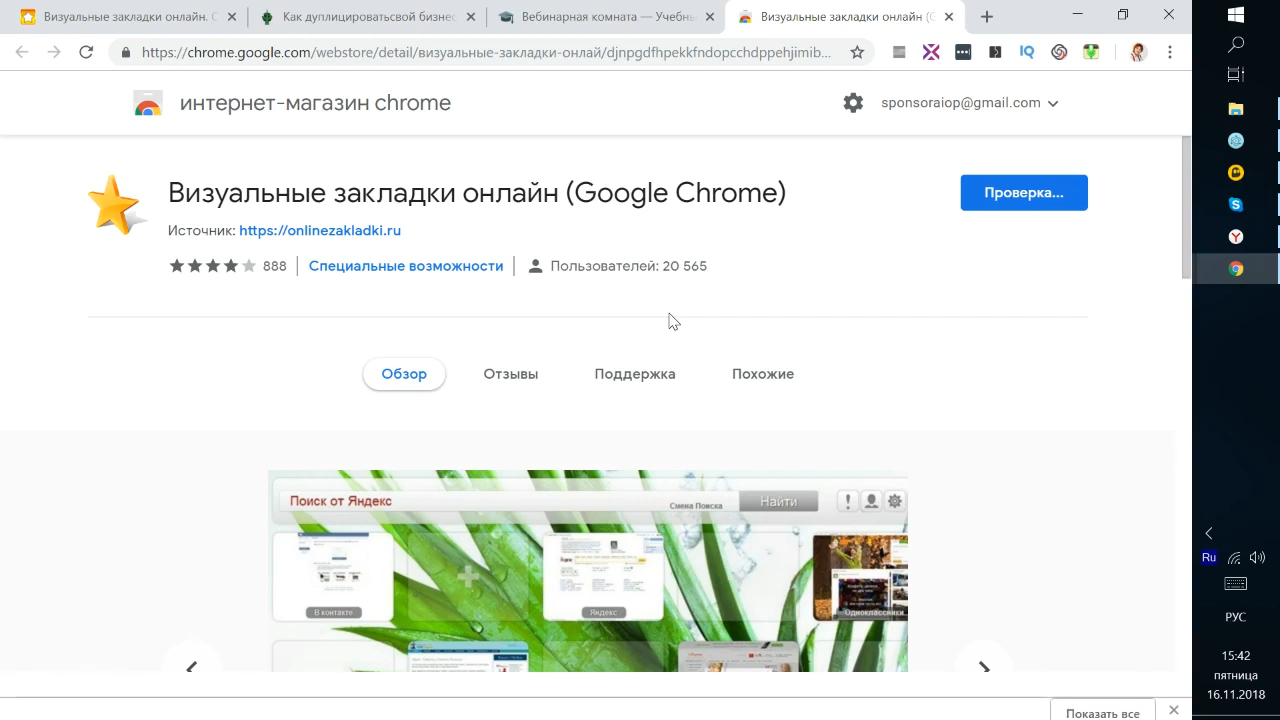 Визуальные закладки онлайн. С
Как дуплицироватьсвой бизнес
Вебинарная комната — Учебнь
Визуальные закладки онлайн (G
https://chrome.google.com/webstore/detail/визуальные-закладки-онлай/djnpgdfhpekkfndopcchdppehjimib...
IQ
интернет-магазин chrome
sponsoraiop@gmail.com
Визуальные закладки онлайн (Google Chrome)
Проверка...
Источник: https://onlinezakladki.ru
888
Специальные возможности
Пользователей: 20 565
Обзор
Отзывы
Поддержка
Похожие
Поиск от Яндекс
Смена Поиска
Найти
В контакте
Яндекс
Одноклассники
Показать все
Ru
РУС
15:42
пятница
16.11.2018